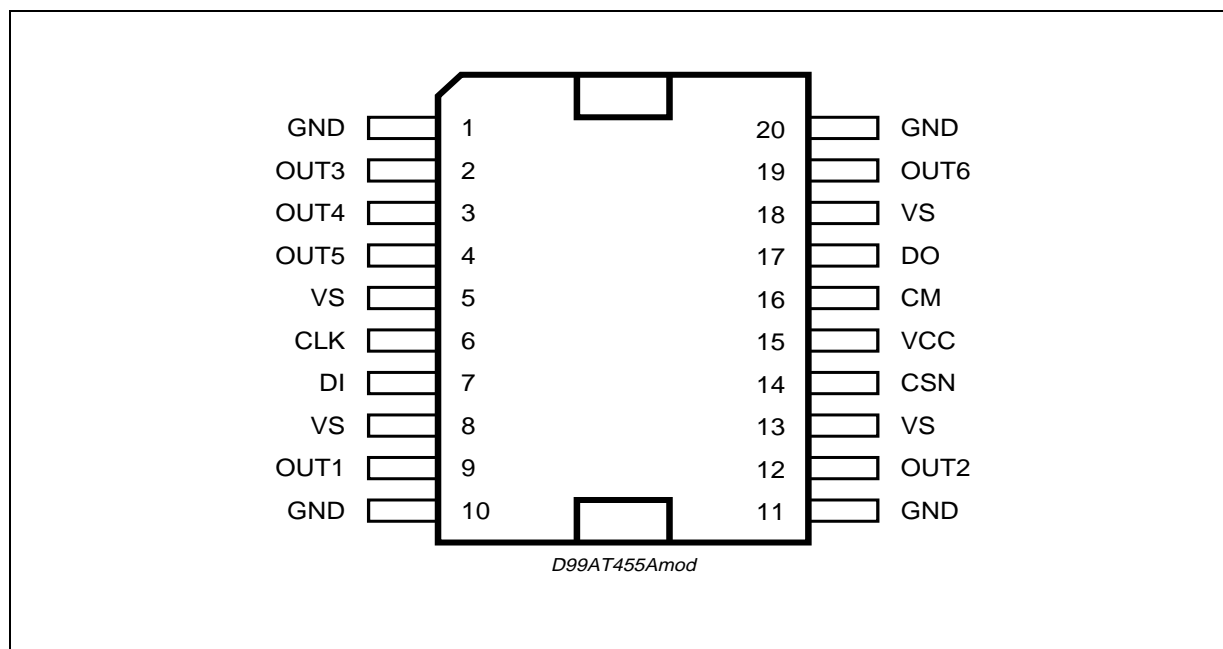 GND 1 20 GND
OUT3 2 19 OUT6
OUT4 3 18 VS
OUT5 4 17 DO
VS 5 16 CM
CLK 6 15 VCC
DI 7 14 CSN
VS 8 13 VS
OUT1 9 12 OUT2
GND 10 11 GND
D99AT455Amod